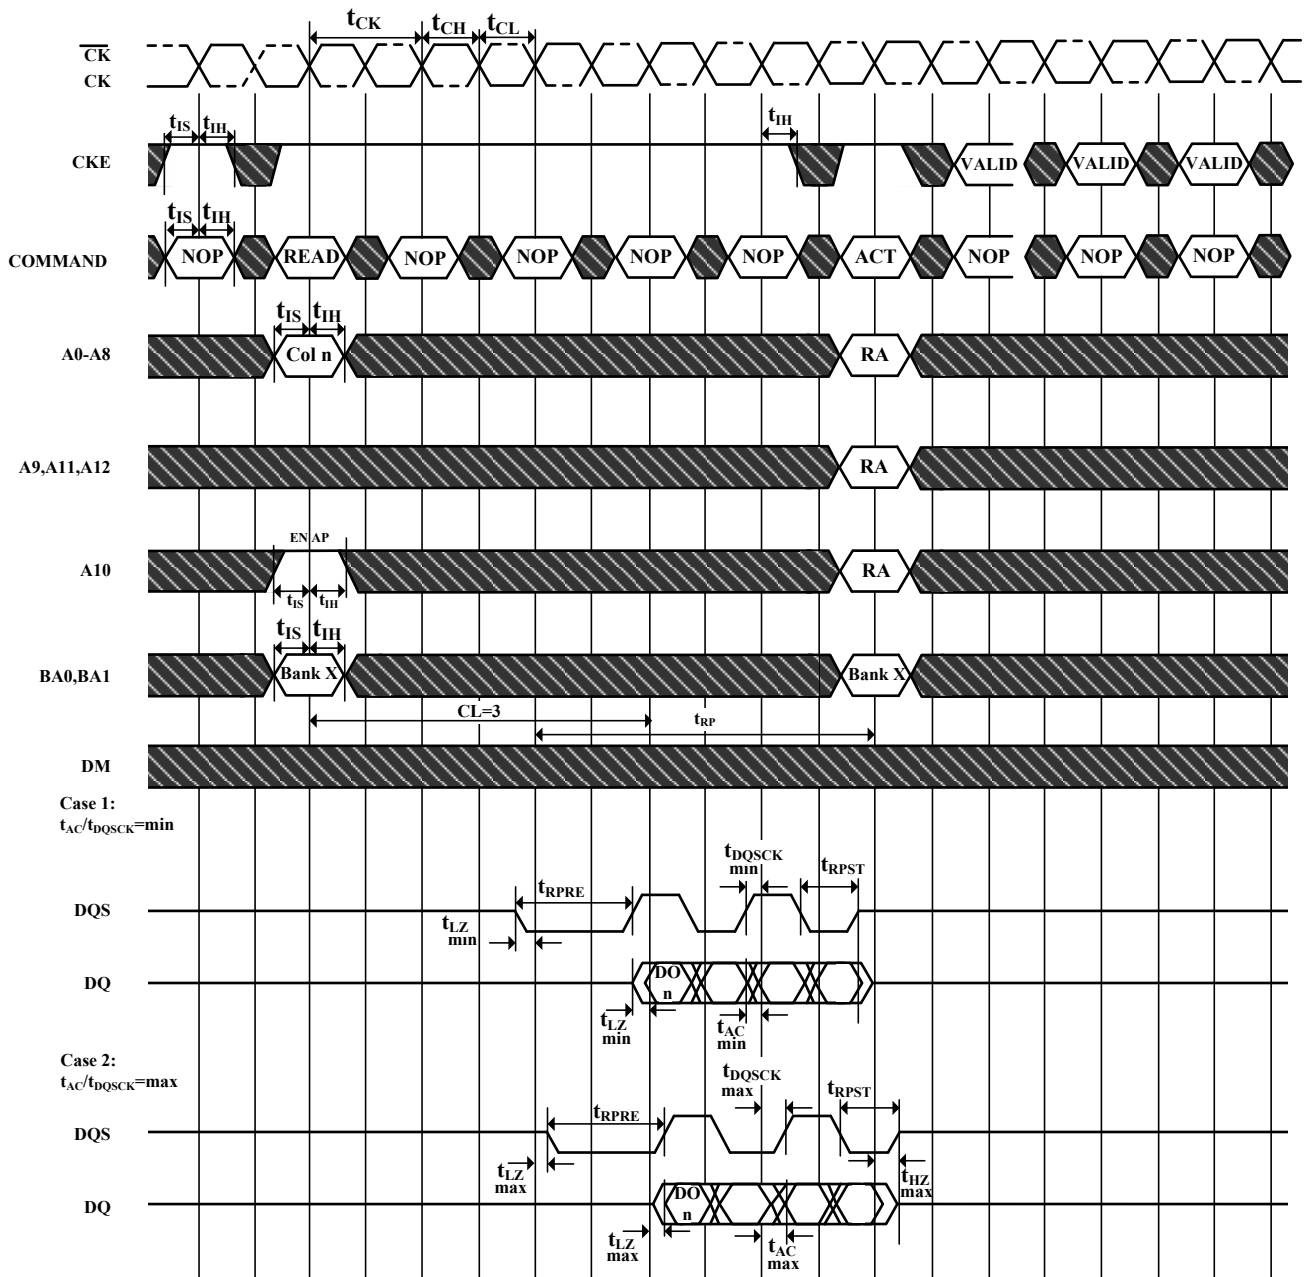 tCK tCH tCL
CK
CK
tIS tIH tIH
CKE VALID VALID VALID
tIS tIH
COMMAND NOP READ NOP NOP NOP NOP ACT NOP NOP NOP
tIS tIH
A0-A8 Col n RA
A9,A11,A12 RA
EN AP
A10 RA
tIS tIH
tIS tIH
BA0,BA1 Bank X Bank X
CL=3 tRP
DM
Case 1:
tAC/tDQSCK=min
tDQSCK min tRPST
tRPRE
DQS
tLZ min
DQ DO n
tLZ min tAC min
Case 2:
tAC/tDQSCK=max
tDQSCK max tRPST
tRPRE
DQS
tLZ max tHZ max
DQ DO n
tLZ max tAC max